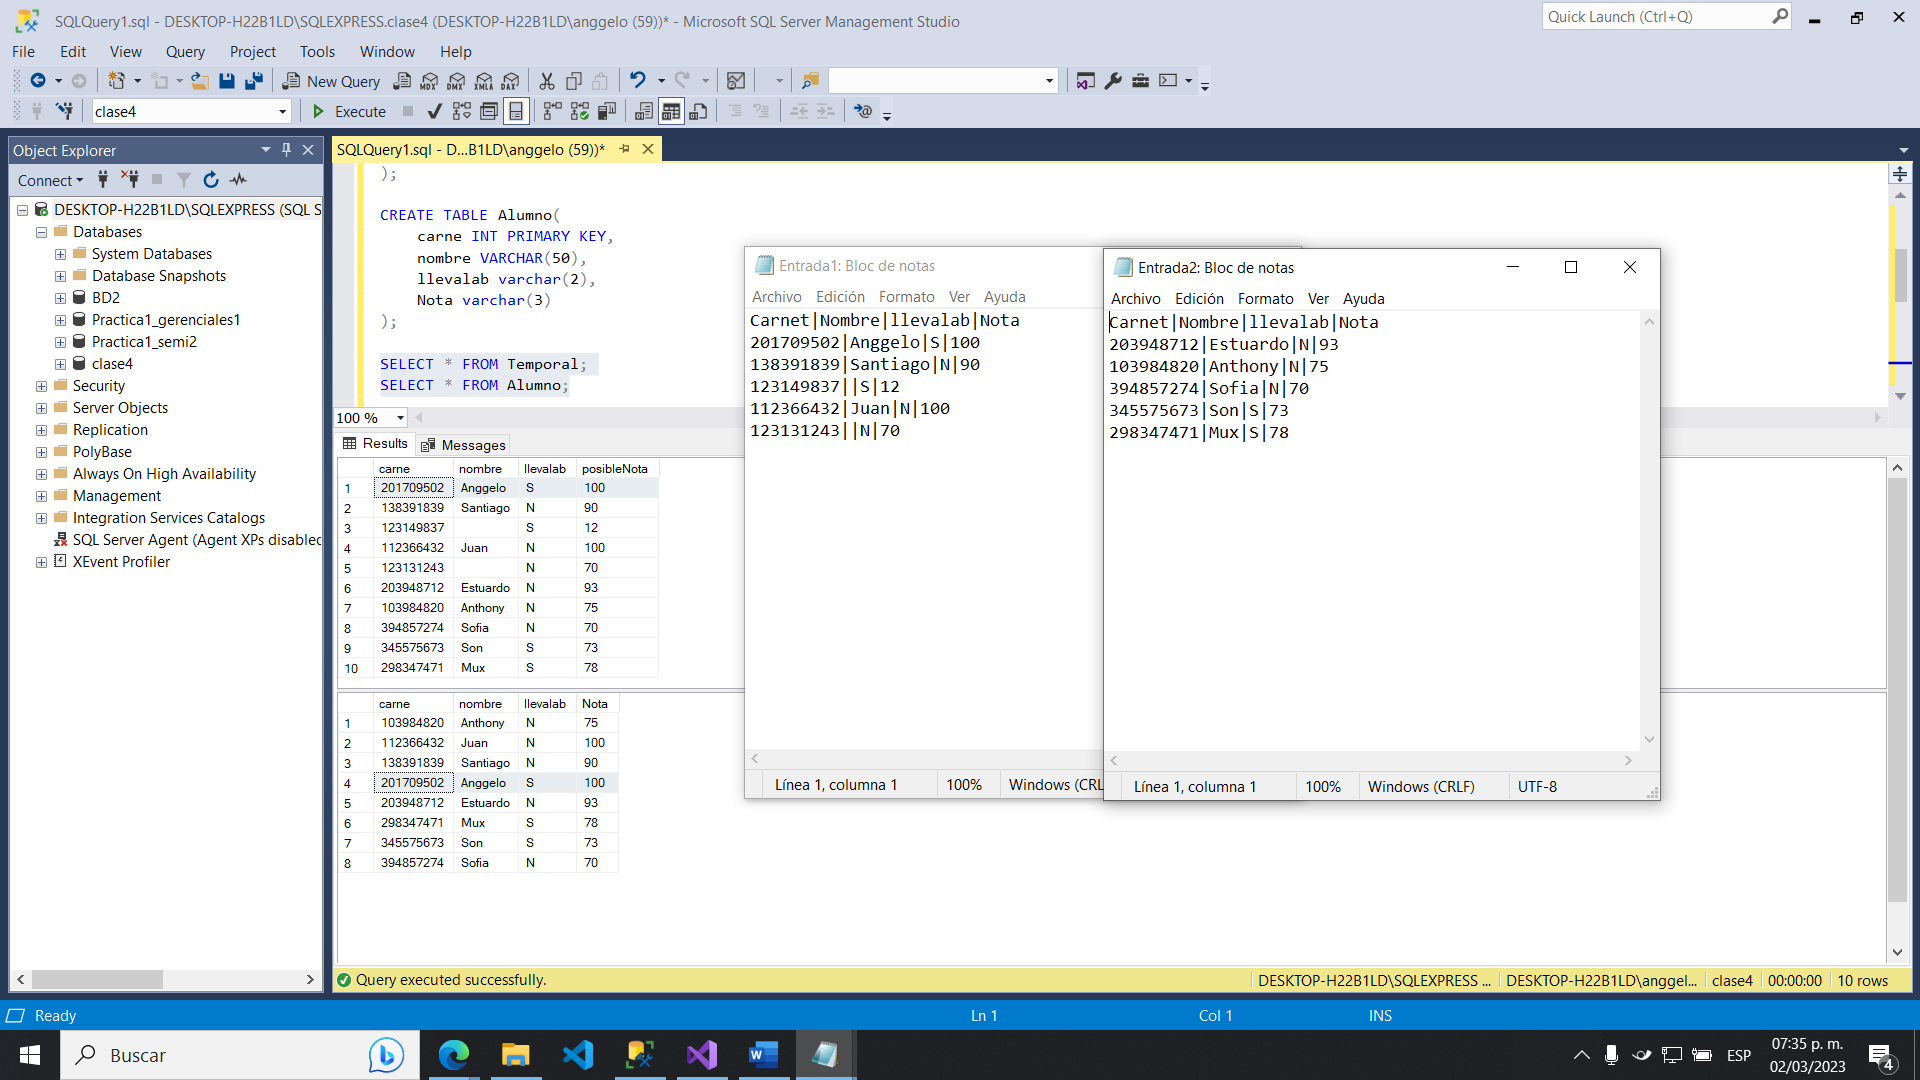 SQLQuery1.sql - DESKTOP-H22B1LD\SQLEXPRESS.clase4 (DESKTOP-H22B1LD\anggelo (59))* - Microsoft SQL Server Management Studio
Quick Launch (Ctrl+Q)
File Edit View Query Project Tools Window Help
New Query MDX DMX XMLA DAX
clase4 Execute
Object Explorer
Connect
DESKTOP-H22B1LD\SQLEXPRESS (SQL S
Databases
System Databases
Database Snapshots
BD2
Practica1_gerenciales1
Practica1_semi2
clase4
Security
Server Objects
Replication
PolyBase
Always On High Availability
Management
Integration Services Catalogs
SQL Server Agent (Agent XPs disabled
XEvent Profiler
SQLQuery1.sql - D...B1LD\anggelo (59))*
);
CREATE TABLE Alumno(
carne INT PRIMARY KEY,
nombre VARCHAR(50),
llevalab varchar(2),
Nota varchar(3)
);
SELECT * FROM Temporal;
SELECT * FROM Alumno;
100 %
Results Messages
carne nombre llevalab posibleNota
1 201709502 Anggelo S 100
2 138391839 Santiago N 90
3 123149837 S 12
4 112366432 Juan N 100
5 123131243 N 70
6 203948712 Estuardo N 93
7 103984820 Anthony N 75
8 394857274 Sofia N 70
9 345575673 Son S 73
10 298347471 Mux S 78
carne nombre llevalab Nota
1 103984820 Anthony N 75
2 112366432 Juan N 100
3 138391839 Santiago N 90
4 201709502 Anggelo S 100
5 203948712 Estuardo N 93
6 298347471 Mux S 78
7 345575673 Son S 73
8 394857274 Sofia N 70
Entrada1: Bloc de notas
Archivo Edición Formato Ver Ayuda
Carnet|Nombre|llevalab|Nota
201709502|Anggelo|S|100
138391839|Santiago|N|90
123149837||S|12
112366432|Juan|N|100
123131243||N|70
Línea 1, columna 1 100% Windows (CRL
Entrada2: Bloc de notas
Archivo Edición Formato Ver Ayuda
Carnet|Nombre|llevalab|Nota
203948712|Estuardo|N|93
103984820|Anthony|N|75
394857274|Sofia|N|70
345575673|Son|S|73
298347471|Mux|S|78
Línea 1, columna 1 100% Windows (CRLF) UTF-8
Query executed successfully.
DESKTOP-H22B1LD\SQLEXPRESS ... DESKTOP-H22B1LD\anggel... clase4 00:00:00 10 rows
Ready Ln 1 Col 1 INS
Buscar
ESP
07:35 p. m.
02/03/2023
4